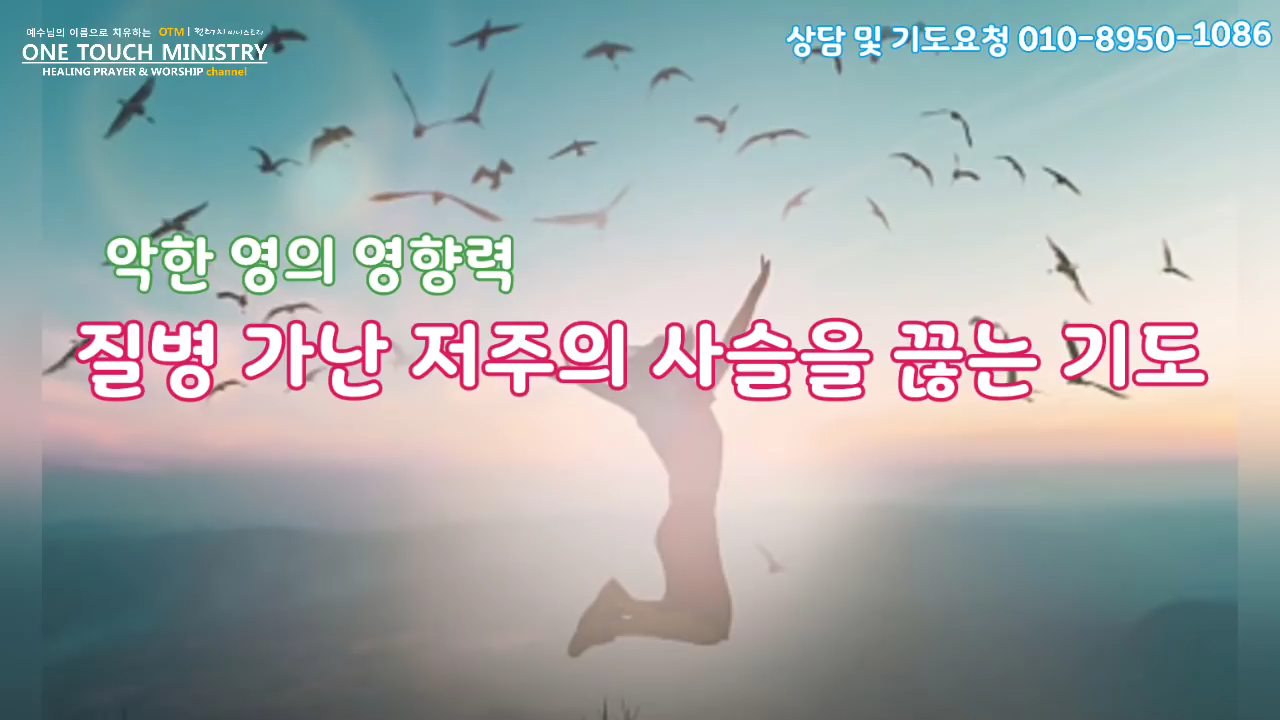 예수님의 이름으로 치유하는 OTM | 원터치 미니스트리
ONE TOUCH MINISTRY
HEALING PRAYER & WORSHIP channel
상담 및 기도요청 010-8950-1086
악한 영의 영향력
질병 가난 저주의 사슬을 끊는 기도